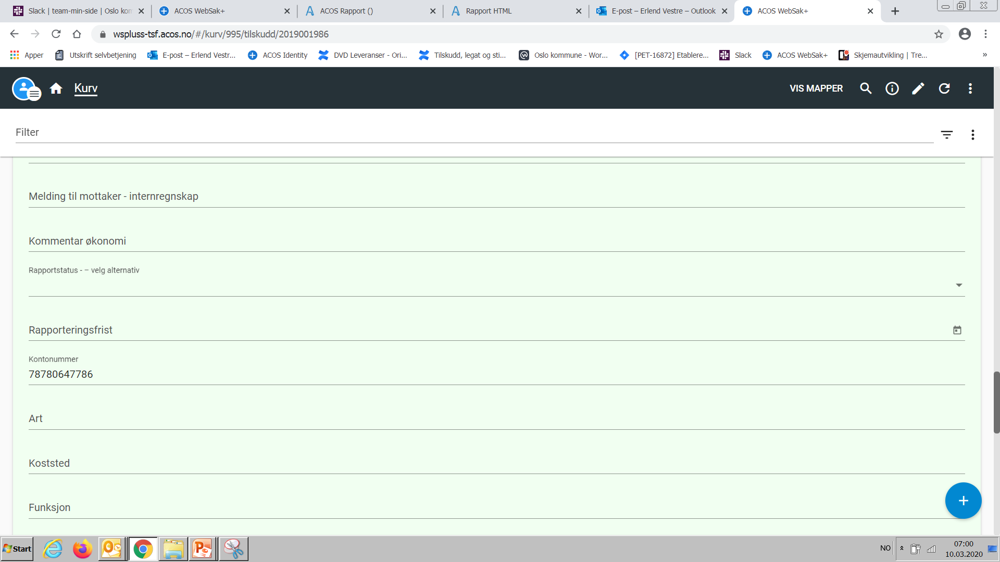 Slack | team-min-side | Oslo kom
ACOS WebSak+
ACOS Rapport ()
Rapport HTML
E-post – Erlend Vestre – Outlook
ACOS WebSak+
wspluss-tsf.acos.no/#/kurv/995/tilskudd/2019001986
Apper
Utskrift selvbetjening
E-post – Erlend Vestr...
ACOS Identity
DVD Leveranser - Ori...
Tilskudd, legat og sti...
Oslo kommune - Wor...
[PET-16872] Etablere...
Slack
ACOS WebSak+
Skjemautvikling | Tre...
»
Kurv
VIS MAPPER
Filter
Melding til mottaker - internregnskap
Kommentar økonomi
Rapportstatus - – velg alternativ
Rapporteringsfrist
Kontonummer
78780647786
Art
Koststed
Funksjon
Start
NO
07:00
10.03.2020